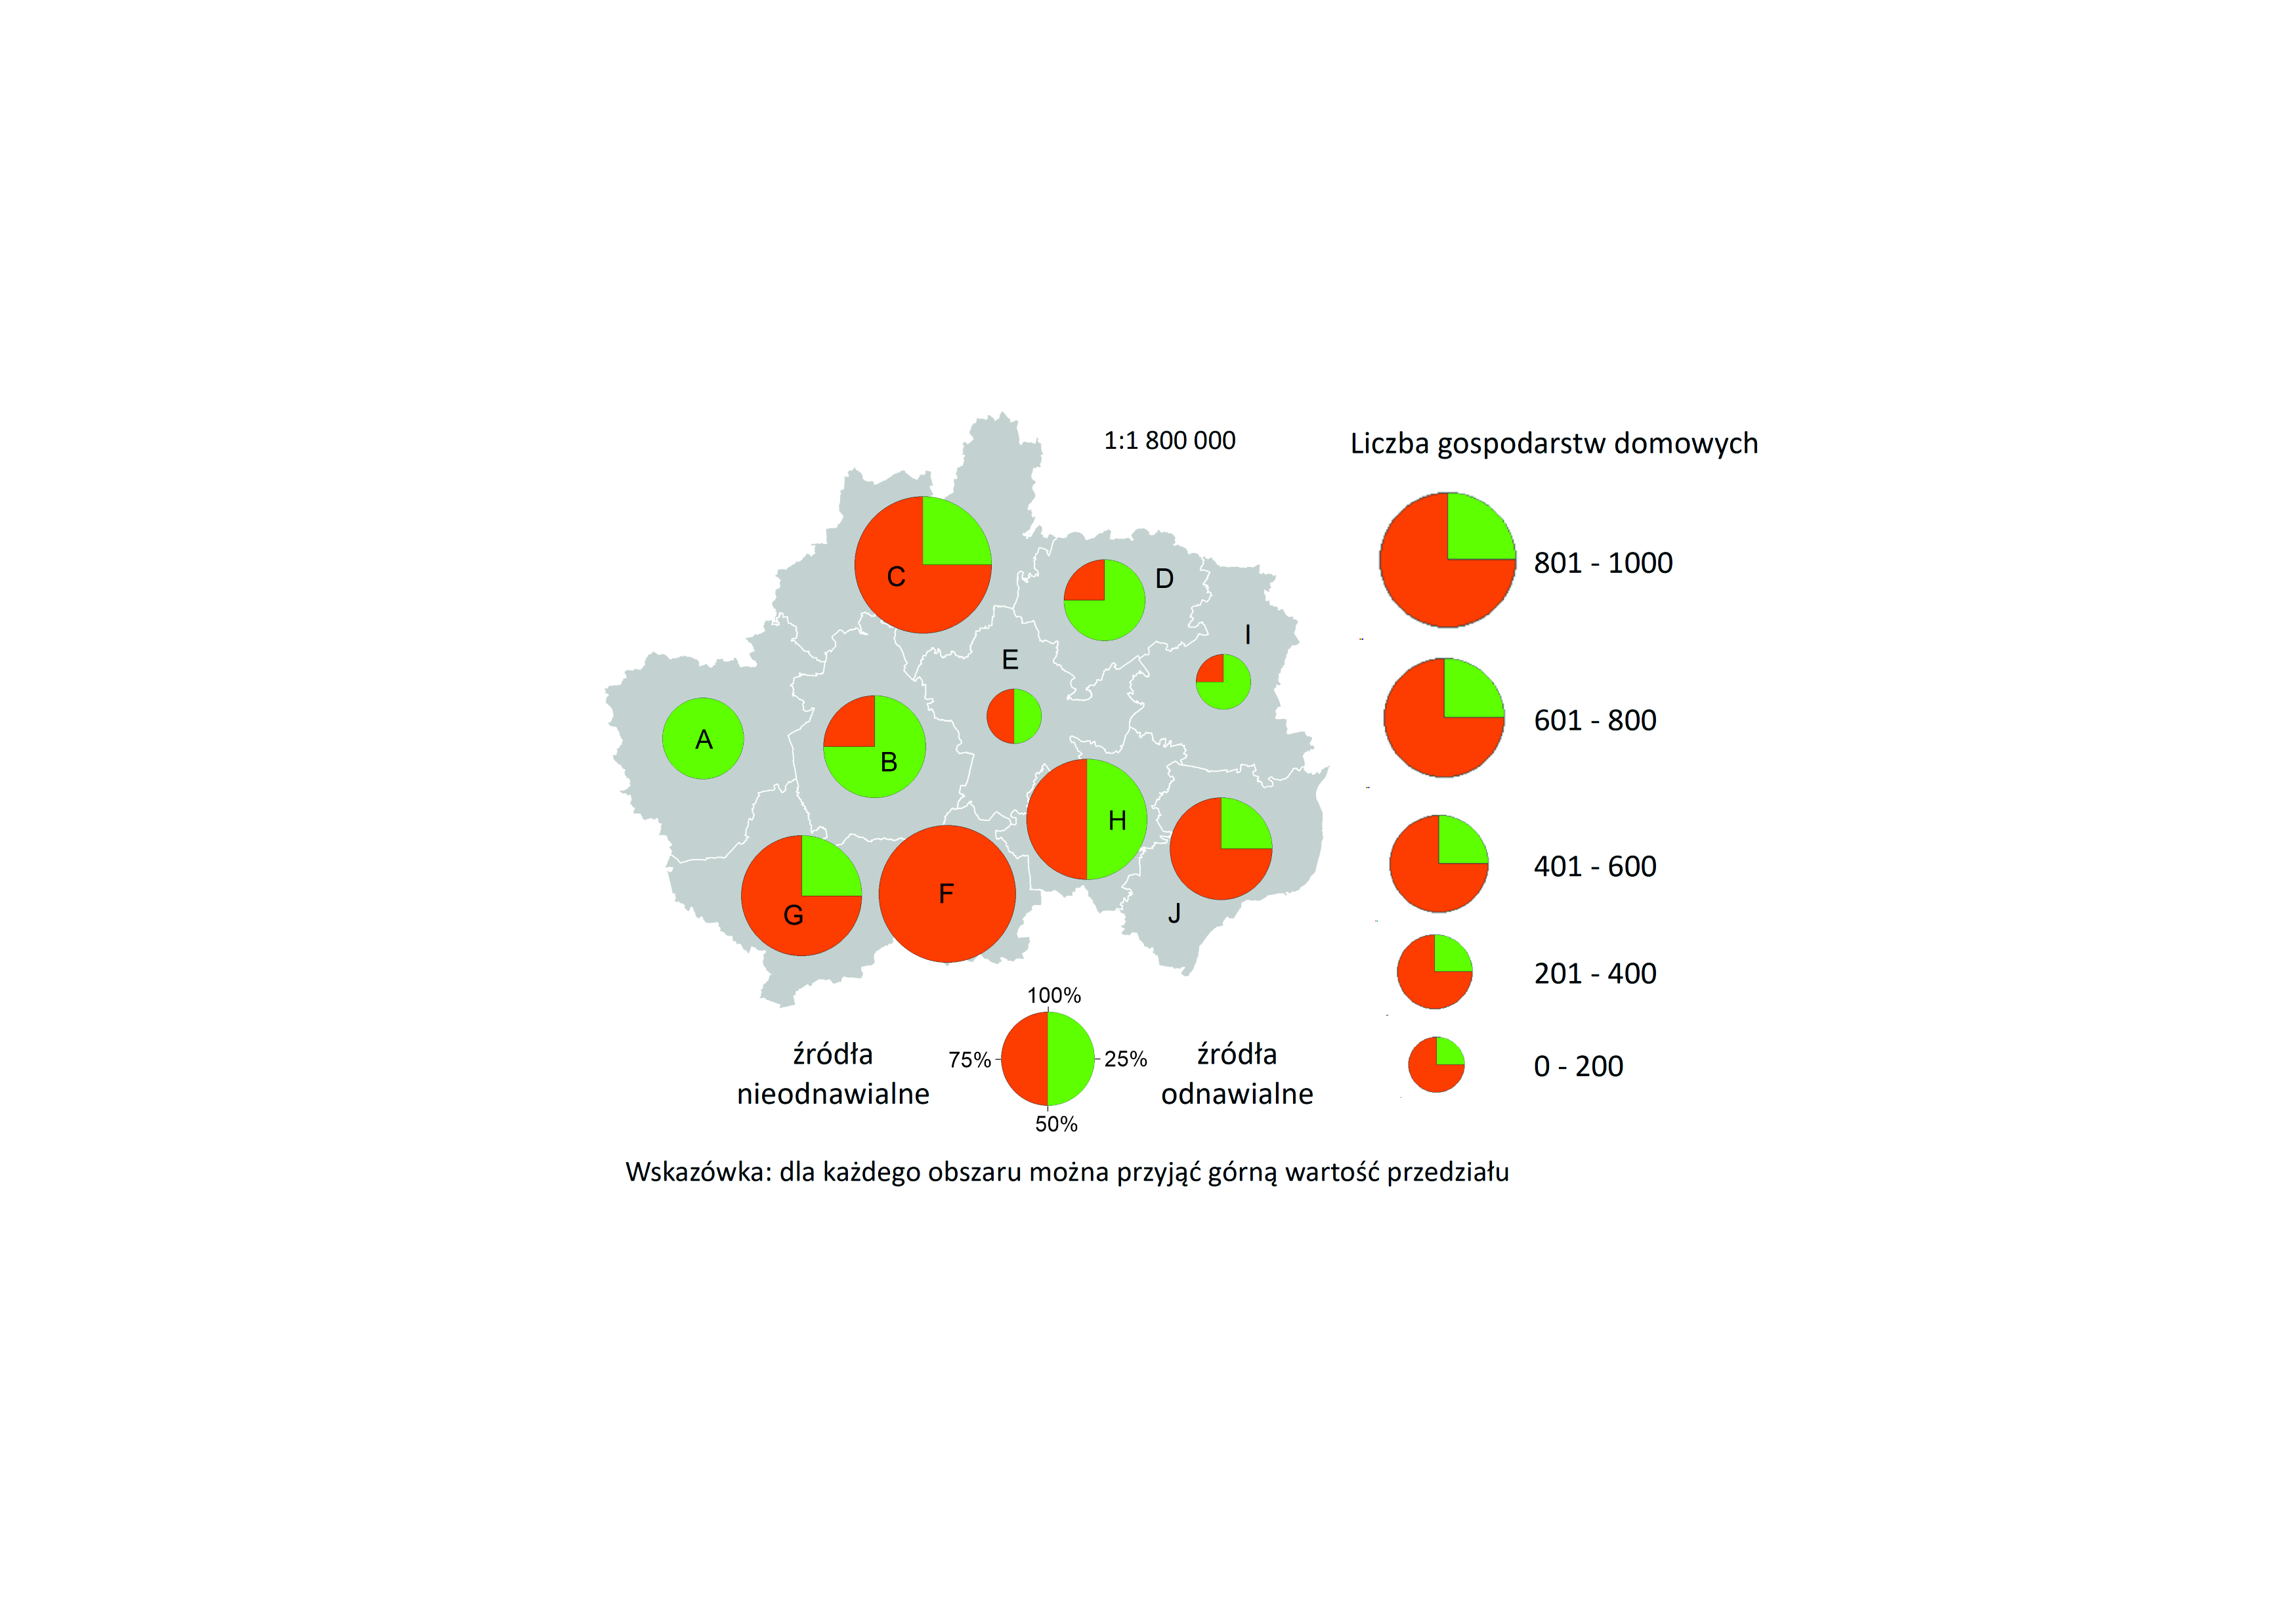 1:1 800 000
Liczba gospodarstw domowych
C
D
I
E
A
B
H
G
F
J
801 - 1000
601 - 800
401 - 600
201 - 400
0 - 200
100%
75%
25%
50%
źródła
nieodnawialne
źródła
odnawialne
Wskazówka: dla każdego obszaru można przyjąć górną wartość przedziału